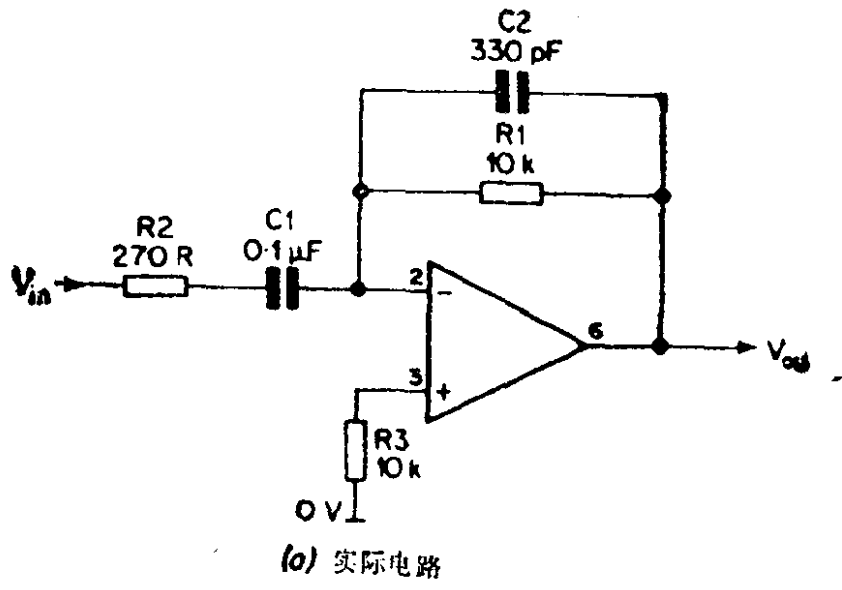 C2
330 pF
R1
10 k
R2
270 R
C1
0·1 µF
Vin
2
-
6
Vout
3
+
R3
10 k
0 V
(a) 实际电路